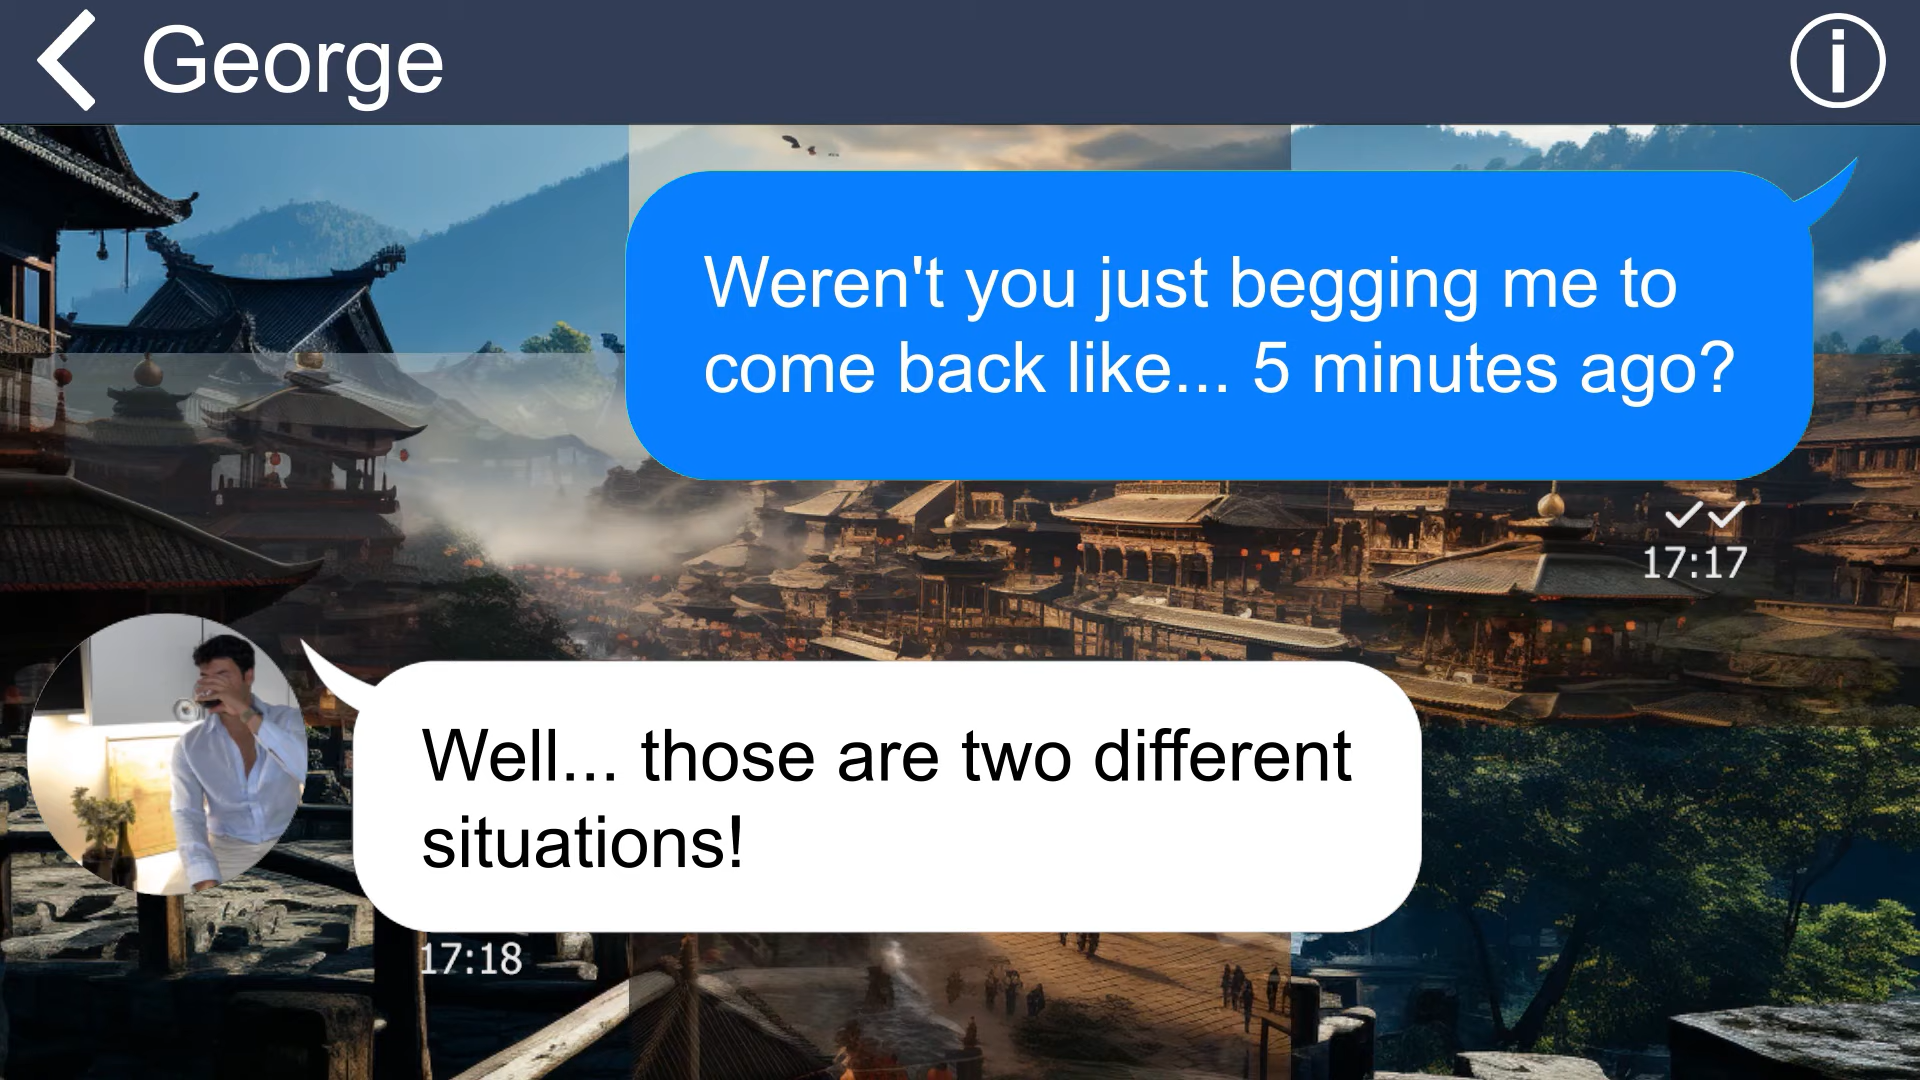 George
Weren't you just begging me to
come back like... 5 minutes ago?
17:17
Well... those are two different
situations!
17:18